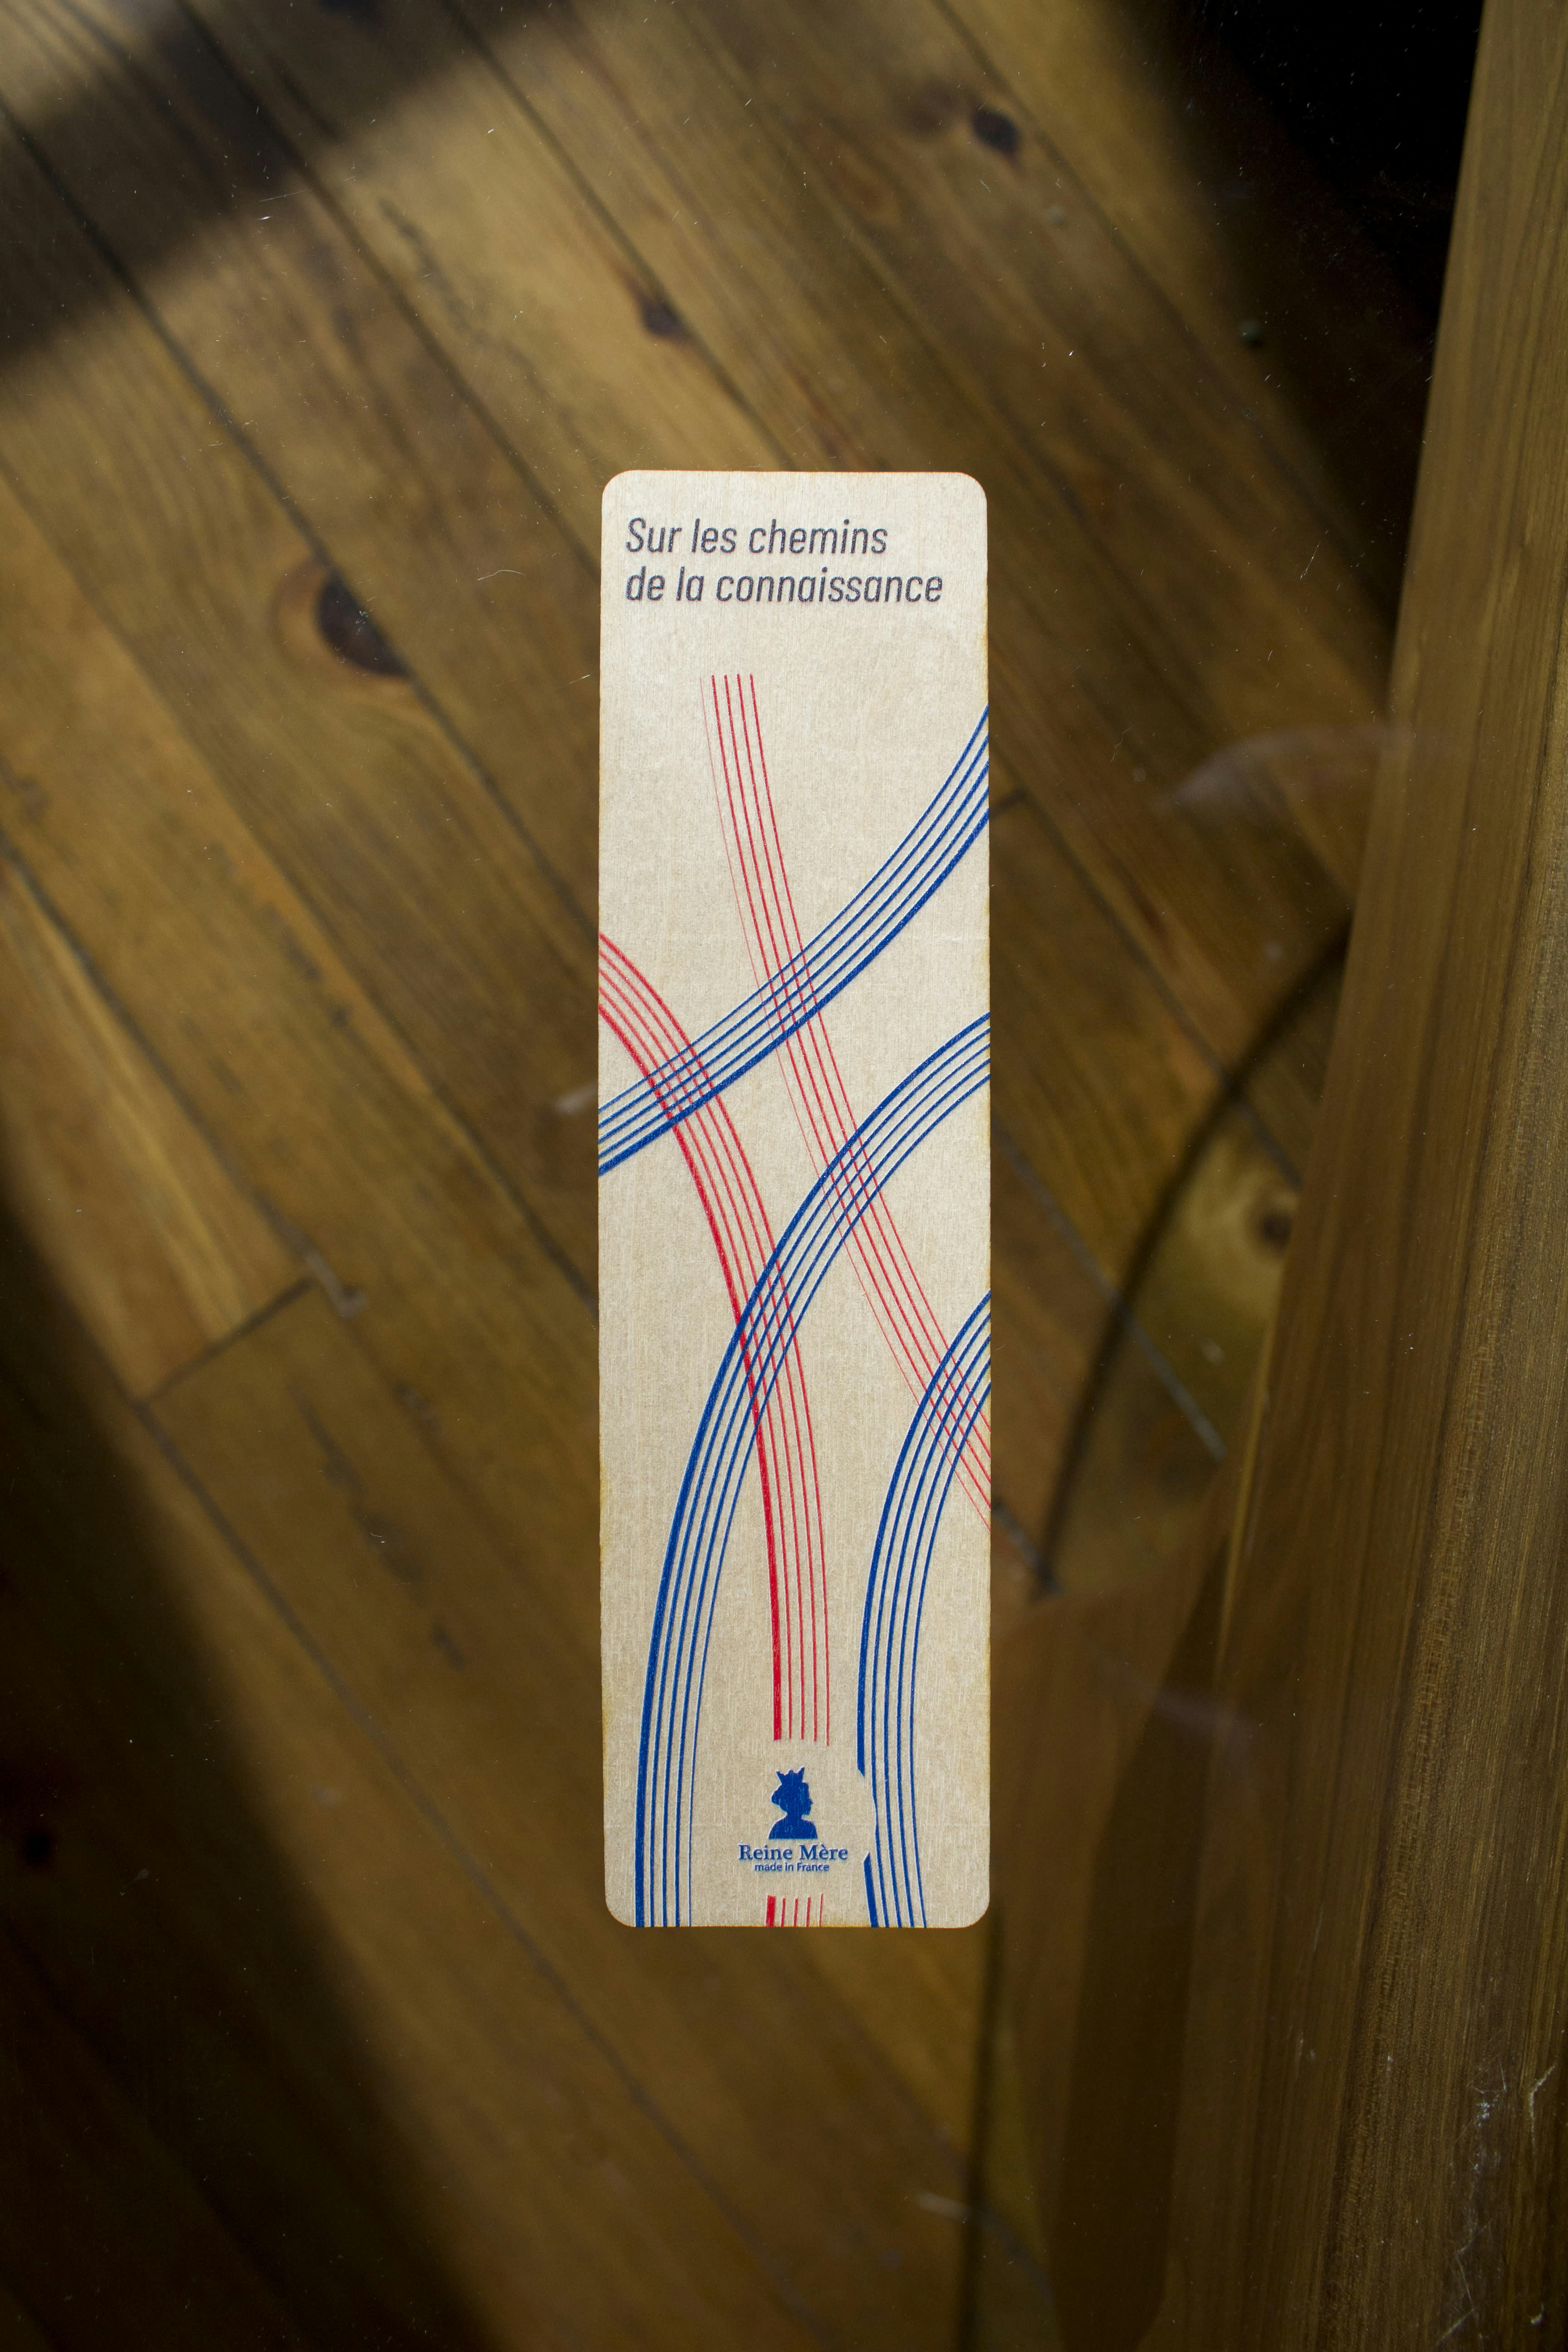 Sur les chemins
de la connaissance
Reine Mère
made in France